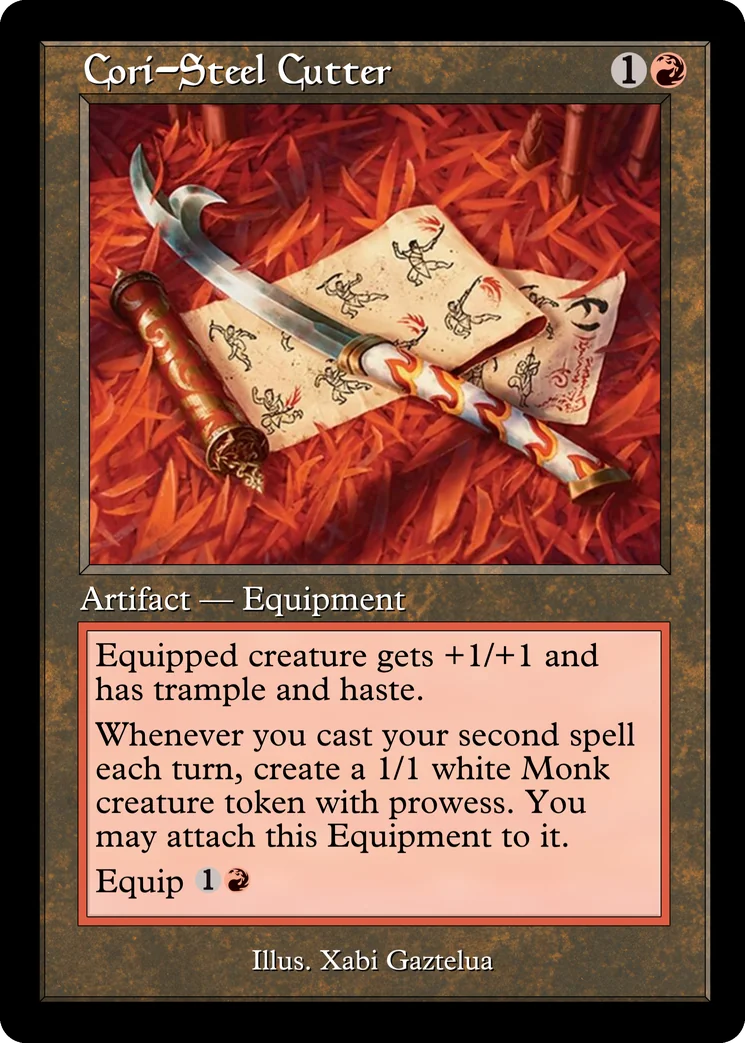 Cori-Steel Cutter 1
Artifact — Equipment
Equipped creature gets +1/+1 and
has trample and haste.
Whenever you cast your second spell
each turn, create a 1/1 white Monk
creature token with prowess. You
may attach this Equipment to it.
Equip 1
Illus. Xabi Gaztelua